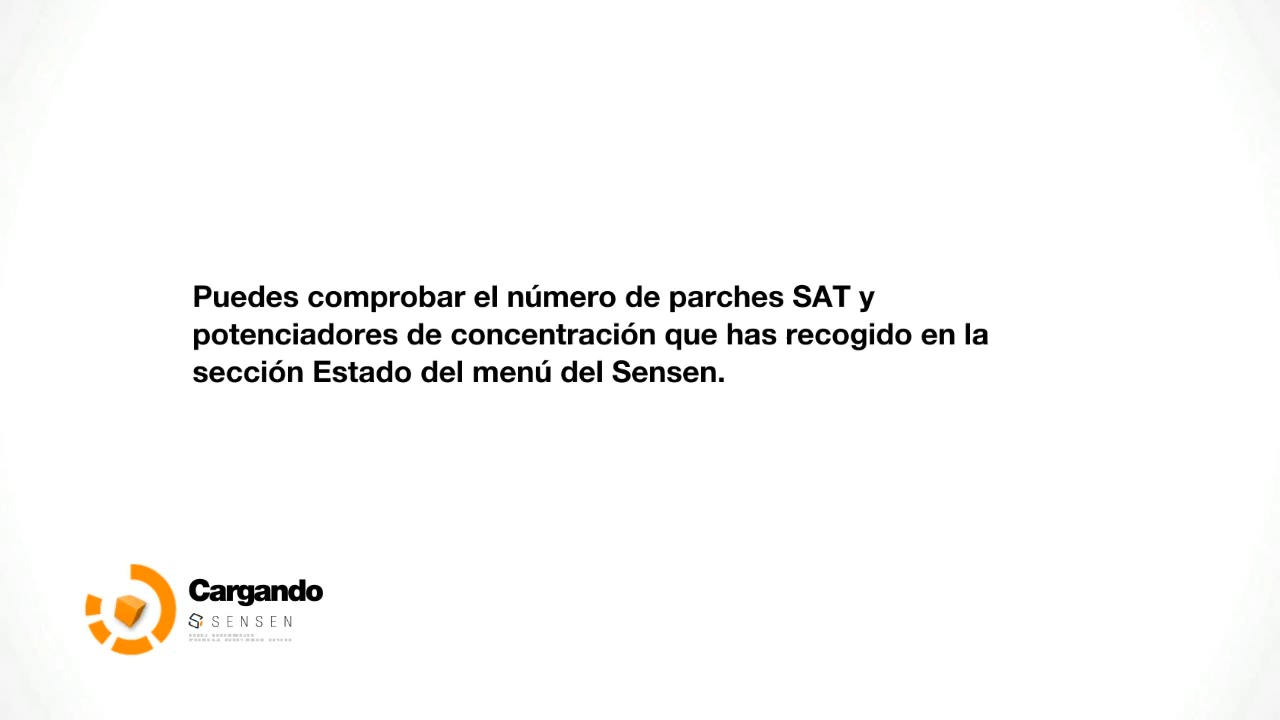 Puedes comprobar el número de parches SAT y
potenciadores de concentración que has recogido en la
sección Estado del menú del Sensen.
Cargando
SENSEN